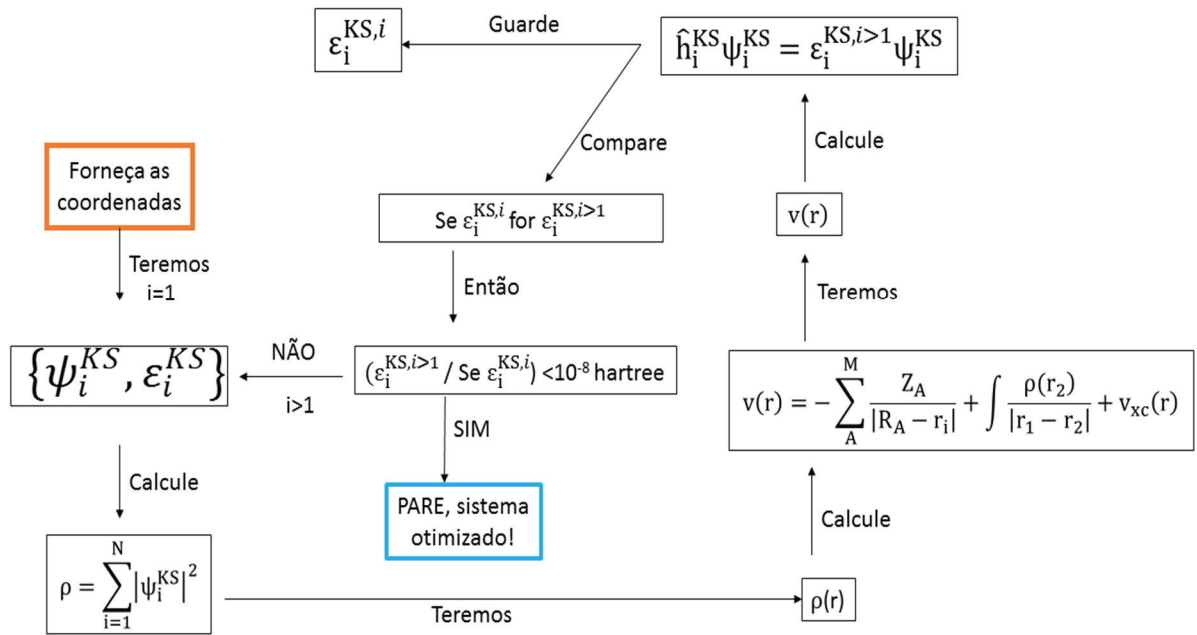 Forneça as
coordenadas
Teremos
i=1
{ψ_i^{KS}, ε_i^{KS}}
Calcule
ρ = ∑_{i=1}^{N} |ψ_i^{KS}|^2
Teremos
ρ(r)
Calcule
v(r) = −∑_{A}^{M} Z_A / |R_A − r_i| + ∫ ρ(r_2) / |r_1 − r_2| + v_{xc}(r)
Teremos
v(r)
Calcule
ĥ_i^{KS} ψ_i^{KS} = ε_i^{KS,i>1} ψ_i^{KS}
Guarde
ε_i^{KS,i}
Compare
Se ε_i^{KS,i} for ε_i^{KS,i>1}
Então
(ε_i^{KS,i>1} / Se ε_i^{KS,i}) <10^{-8} hartree
NÃO
i>1
SIM
PARE, sistema
otimizado!